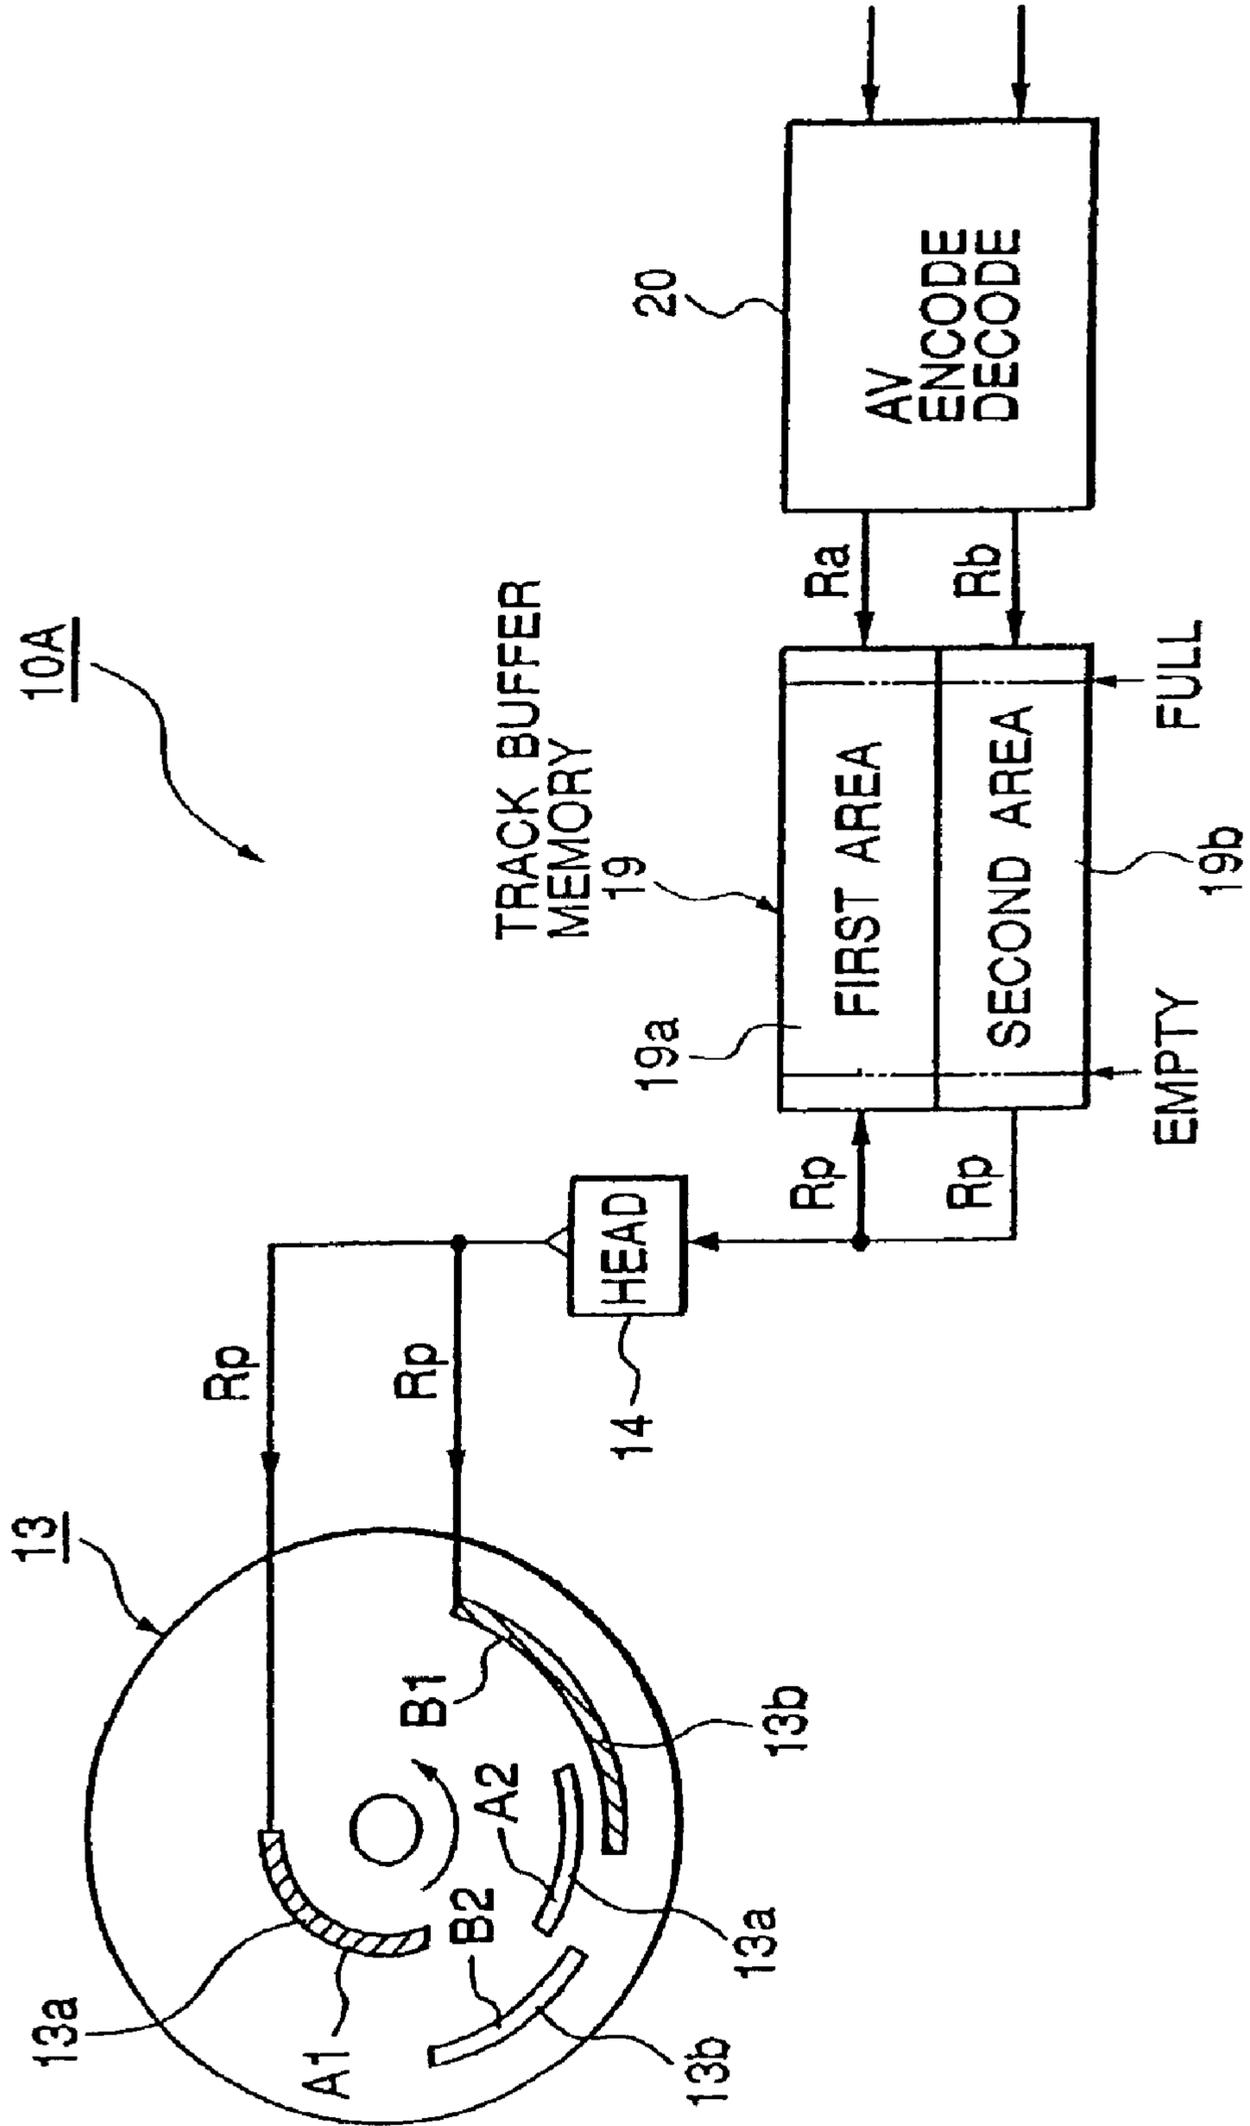 10A
13
13a
A1
B2
13b
A2
13a
B1
13b
Rp
Rp
HEAD
14
TRACK BUFFER
MEMORY
19
19a
FIRST AREA
SECOND AREA
19b
EMPTY
FULL
Rp
Rp
Ra
Rb
20
AV
ENCODE
DECODE